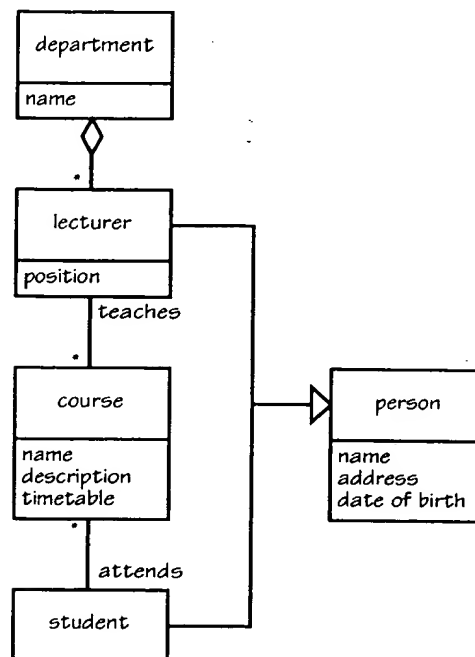 department
name
*
lecturer
position
teaches
*
course
name
description
timetable
*
attends
student
person
name
address
date of birth